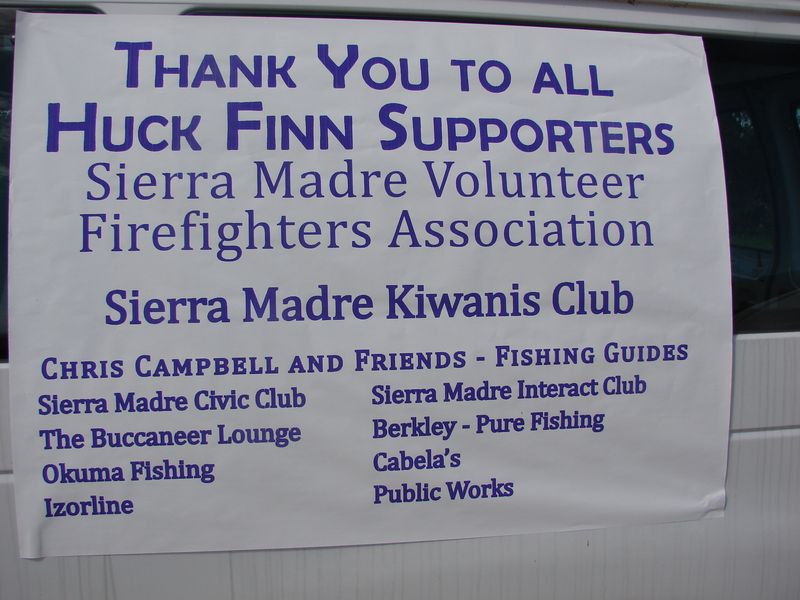 THANK YOU TO ALL
HUCK FINN SUPPORTERS
Sierra Madre Volunteer
Firefighters Association
Sierra Madre Kiwanis Club
CHRIS CAMPBELL AND FRIENDS - FISHING GUIDES
Sierra Madre Civic Club
The Buccaneer Lounge
Okuma Fishing
Izorline
Sierra Madre Interact Club
Berkley - Pure Fishing
Cabela's
Public Works